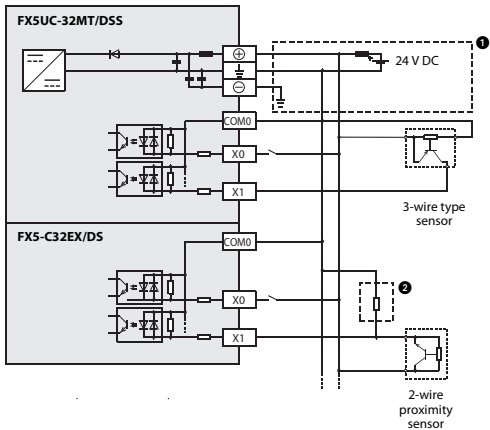 FX5UC-32MT/DSS
❶
24 V DC
COM0
X0
X1
3-wire type
sensor
FX5-C32EX/DS
COM0
❷
X0
X1
2-wire
proximity
sensor